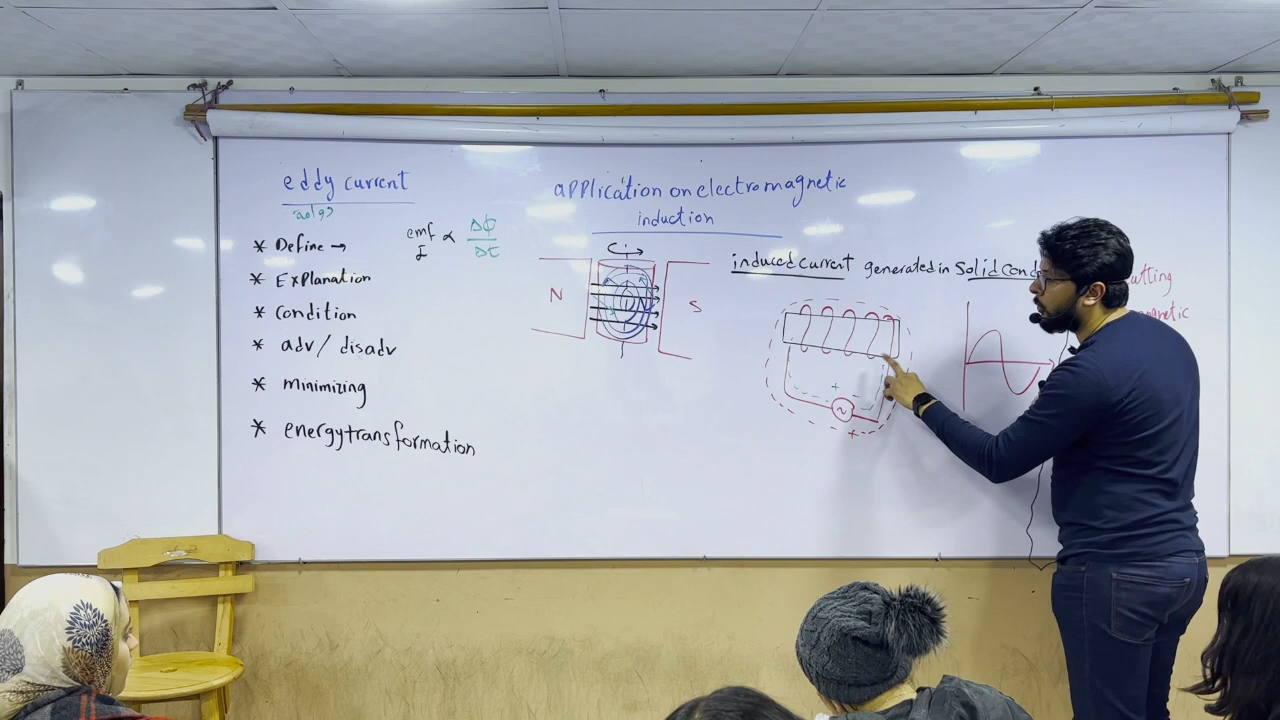 eddy current
* Define →
emf
I
∝ ΔΦ
Δt
* Explanation
* condition
* adv/ disadv
* minimizing
* energytransformation
application on electromagnetic
induction
N
S
induced current generated in solid
+
~
+